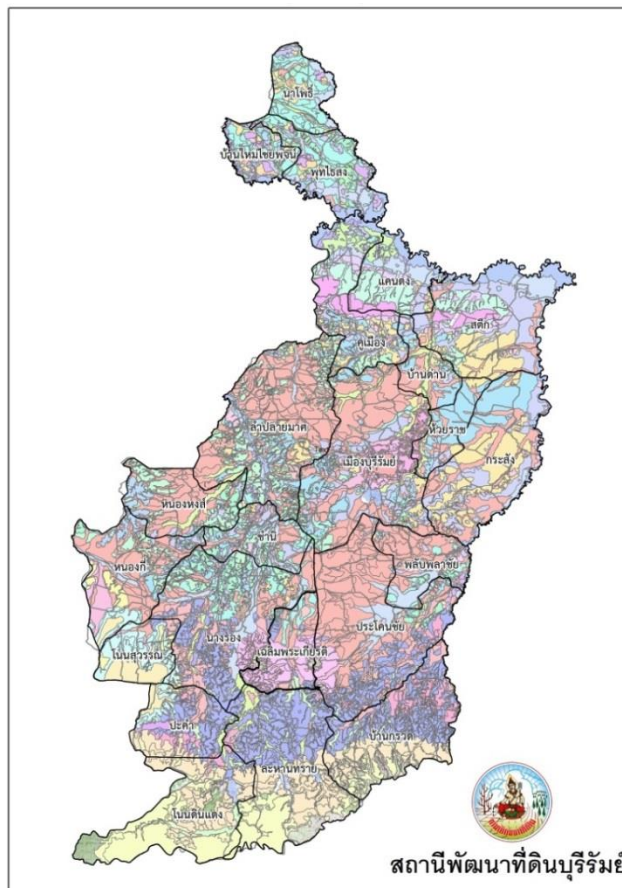 นาโพธิ์
บ้านใหม่ไชยพจน์
พุทไธสง
แคนดง
สตึก
คูเมือง
บ้านด่าน
ลำปลายมาศ
ห้วยราช
เมืองบุรีรัมย์
กระสัง
หนองหงส์
ชำนิ
หนองกี่
พลับพลาชัย
ประโคนชัย
นางรอง
เฉลิมพระเกียรติ
โนนสุวรรณ
ปะคำ
บ้านกรวด
ละหานทราย
โนนดินแดง
สถานีพัฒนาที่ดินบุรีรัมย์